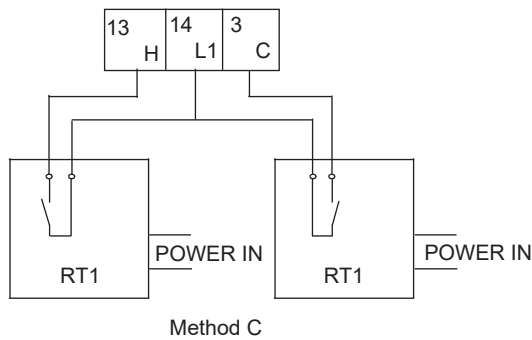 13 14 3
H L1 C
POWER IN POWER IN
RT1 RT1
Method C